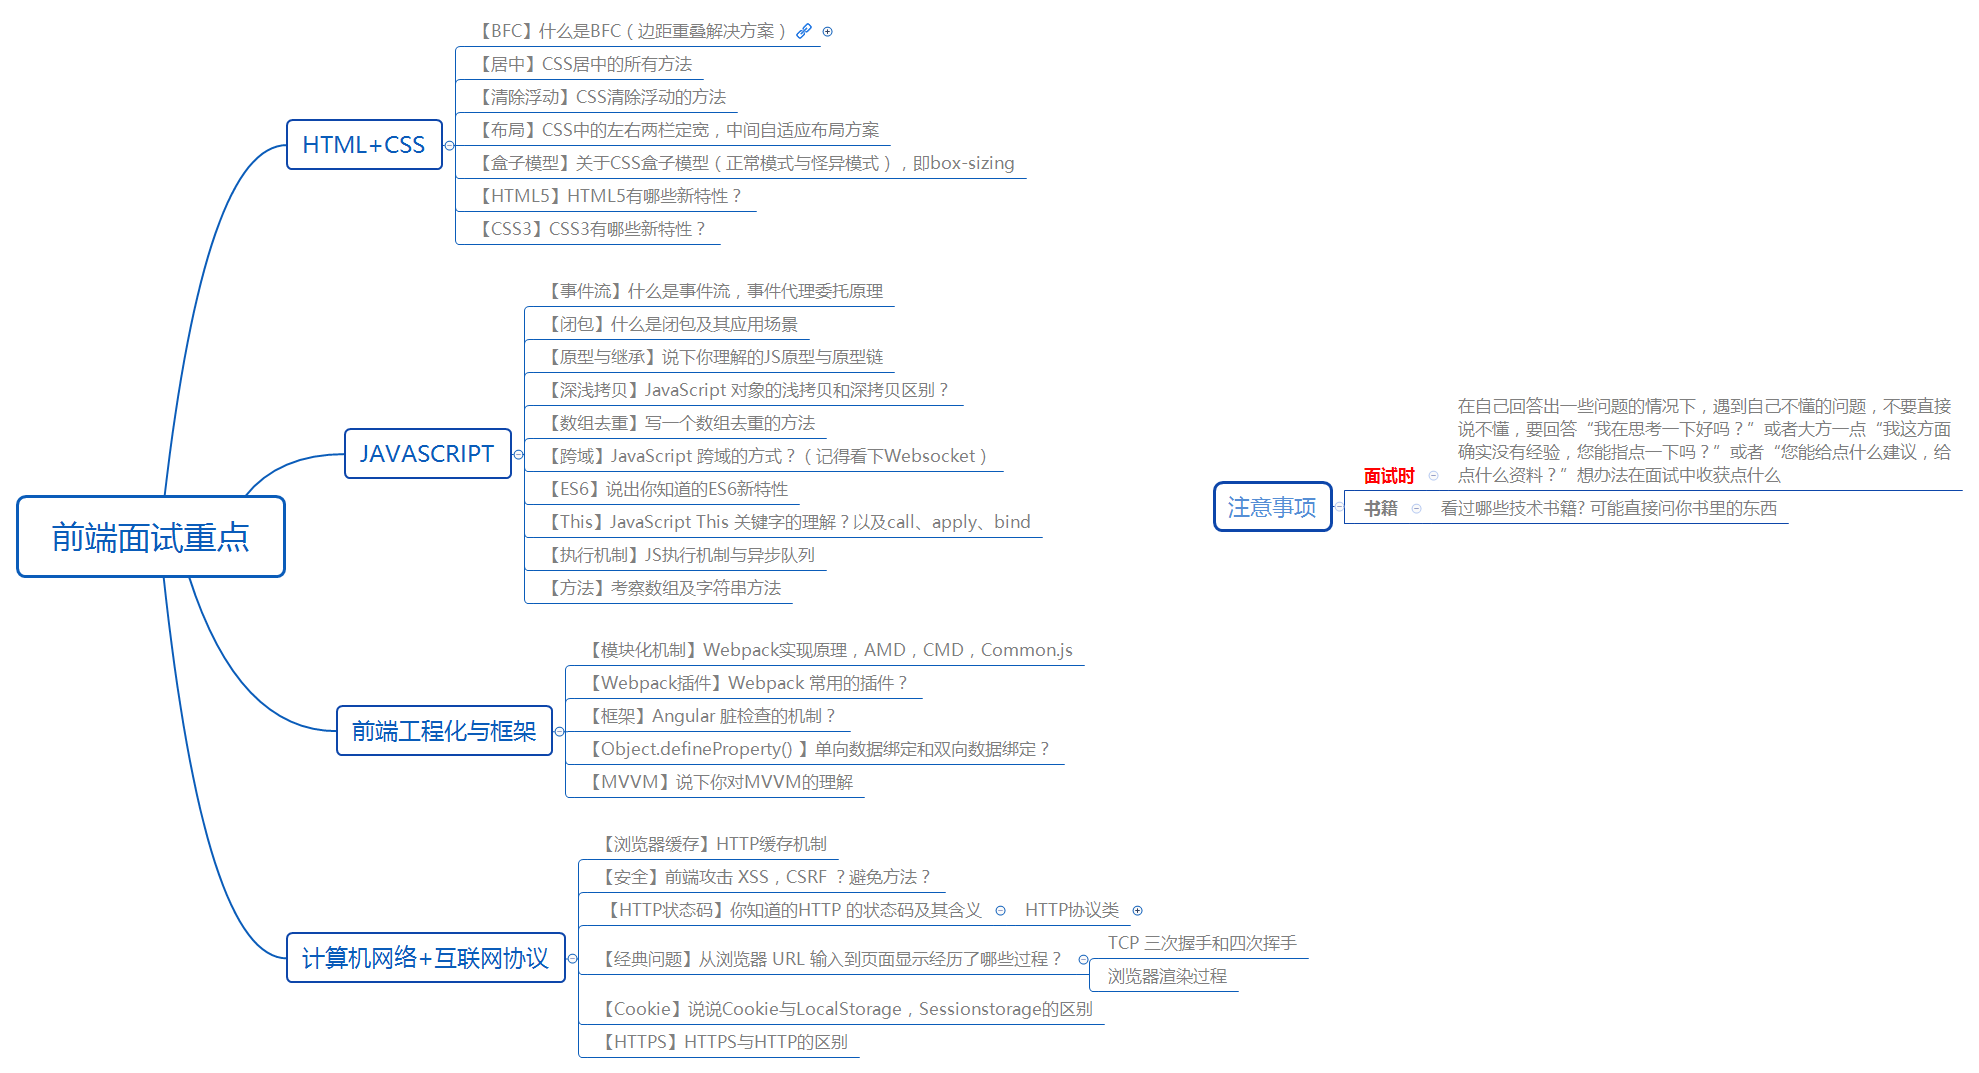 前端面试重点
HTML+CSS
【BFC】什么是BFC（边距重叠解决方案）
【居中】CSS居中的所有方法
【清除浮动】CSS清除浮动的方法
【布局】CSS中的左右两栏定宽，中间自适应布局方案
【盒子模型】关于CSS盒子模型（正常模式与怪异模式），即box-sizing
【HTML5】HTML5有哪些新特性？
【CSS3】CSS3有哪些新特性？
JAVASCRIPT
【事件流】什么是事件流，事件代理委托原理
【闭包】什么是闭包及其应用场景
【原型与继承】说下你理解的JS原型与原型链
【深浅拷贝】JavaScript 对象的浅拷贝和深拷贝区别？
【数组去重】写一个数组去重的方法
【跨域】JavaScript 跨域的方式？（记得看下Websocket）
【ES6】说出你知道的ES6新特性
【This】JavaScript This 关键字的理解？以及call、apply、bind
【执行机制】JS执行机制与异步队列
【方法】考察数组及字符串方法
前端工程化与框架
【模块化机制】Webpack实现原理，AMD，CMD，Common.js
【Webpack插件】Webpack 常用的插件？
【框架】Angular 脏检查的机制？
【Object.defineProperty() 】单向数据绑定和双向数据绑定？
【MVVM】说下你对MVVM的理解
计算机网络+互联网协议
【浏览器缓存】HTTP缓存机制
【安全】前端攻击 XSS，CSRF ？避免方法？
【HTTP状态码】你知道的HTTP 的状态码及其含义
HTTP协议类
【经典问题】从浏览器 URL 输入到页面显示经历了哪些过程？
TCP 三次握手和四次挥手
浏览器渲染过程
【Cookie】说说Cookie与LocalStorage，Sessionstorage的区别
【HTTPS】HTTPS与HTTP的区别
注意事项
面试时
在自己回答出一些问题的情况下，遇到自己不懂的问题，不要直接
说不懂，要回答“我在思考一下好吗？”或者大方一点“我这方面
确实没有经验，您能指点一下吗？”或者“您能给点什么建议，给
点什么资料？”想办法在面试中收获点什么
书籍
看过哪些技术书籍? 可能直接问你书里的东西